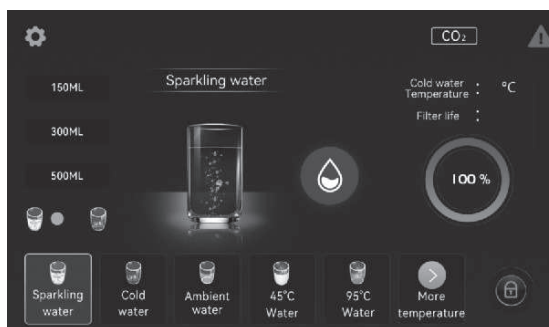 CO₂
150ML
Sparkling water
Cold water
Temperature : °C
Filter life :
300ML
500ML
100 %
Sparkling
water
Cold
water
Ambient
water
45°C
Water
95°C
Water
More
temperature